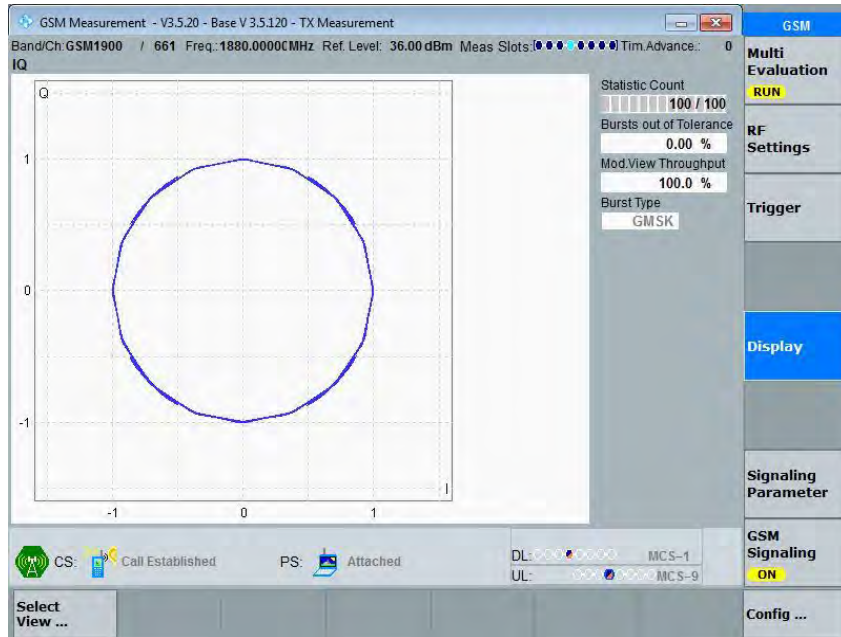 GSM Measurement - V3.5.20 - Base V 3.5.120 - TX Measurement
GSM
Band/Ch:GSM1900 / 661 Freq.:1880.0000(MHz Ref. Level: 36.00 dBm Meas Slots: Tim.Advance.: 0
IQ
Multi
Evaluation
RUN
Statistic Count
100 / 100
Bursts out of Tolerance
0.00 %
Mod.View Throughput
100.0 %
Burst Type
GMSK
RF
Settings
Trigger
Display
Q
1
0
-1
I
-1 0 1
Signaling
Parameter
GSM
Signaling
ON
CS: Call Established PS: Attached DL: MCS-1
UL: MCS-9
Select
View ...
Config ...